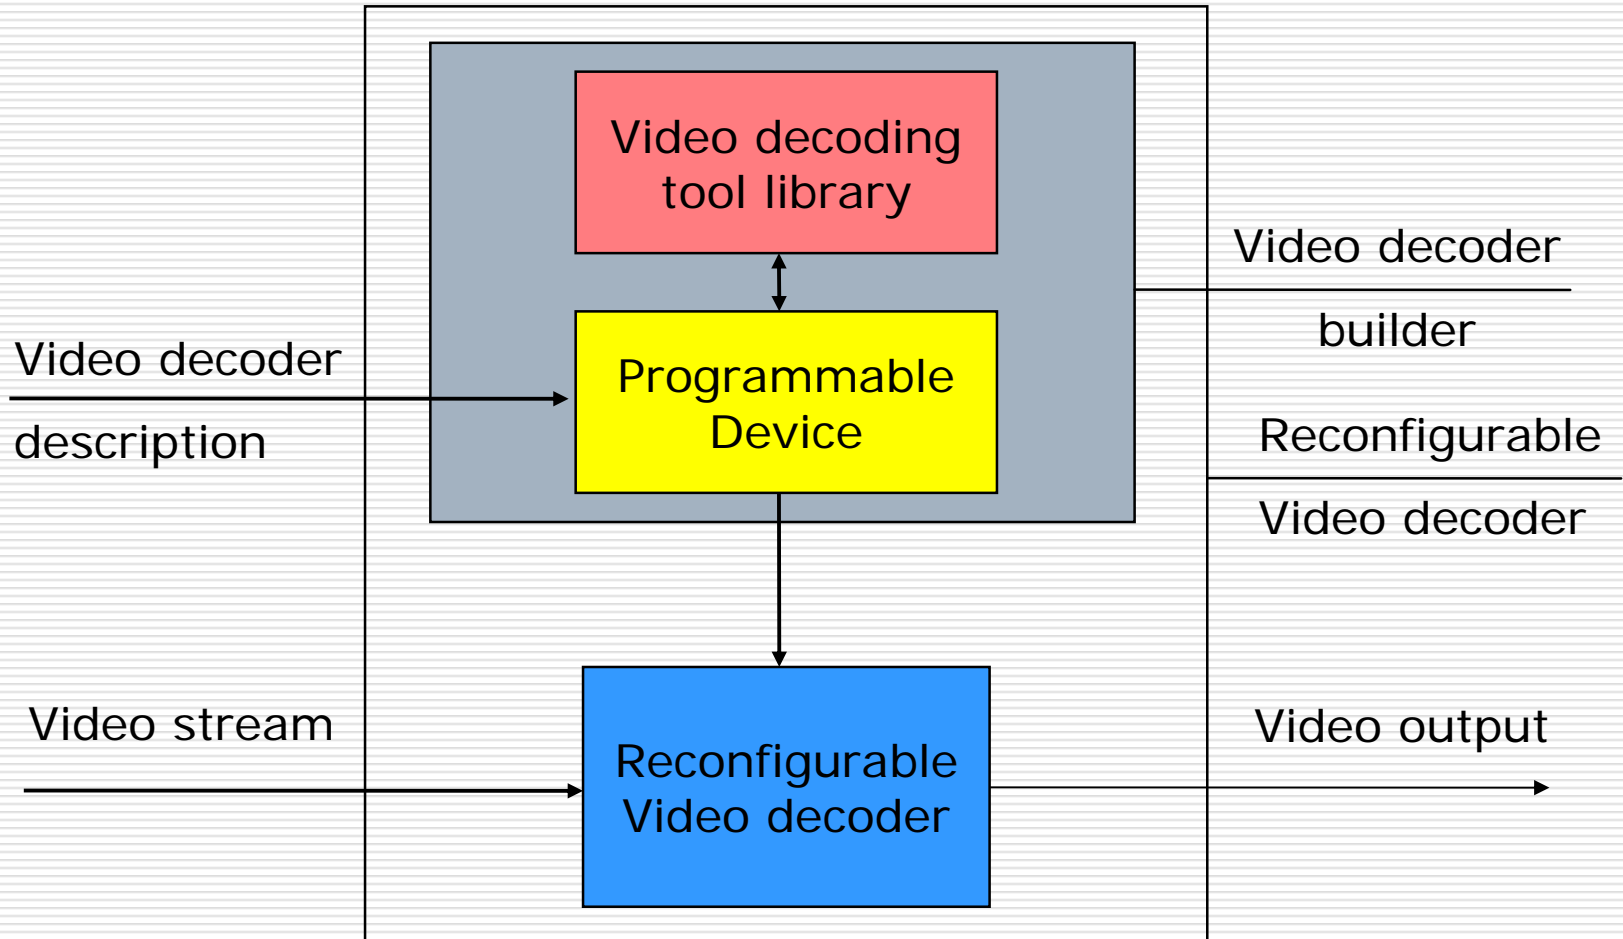 Video decoding
tool library
Video decoder
builder
Video decoder
description
Programmable
Device
Reconfigurable
Video decoder
Video stream
Reconfigurable
Video decoder
Video output